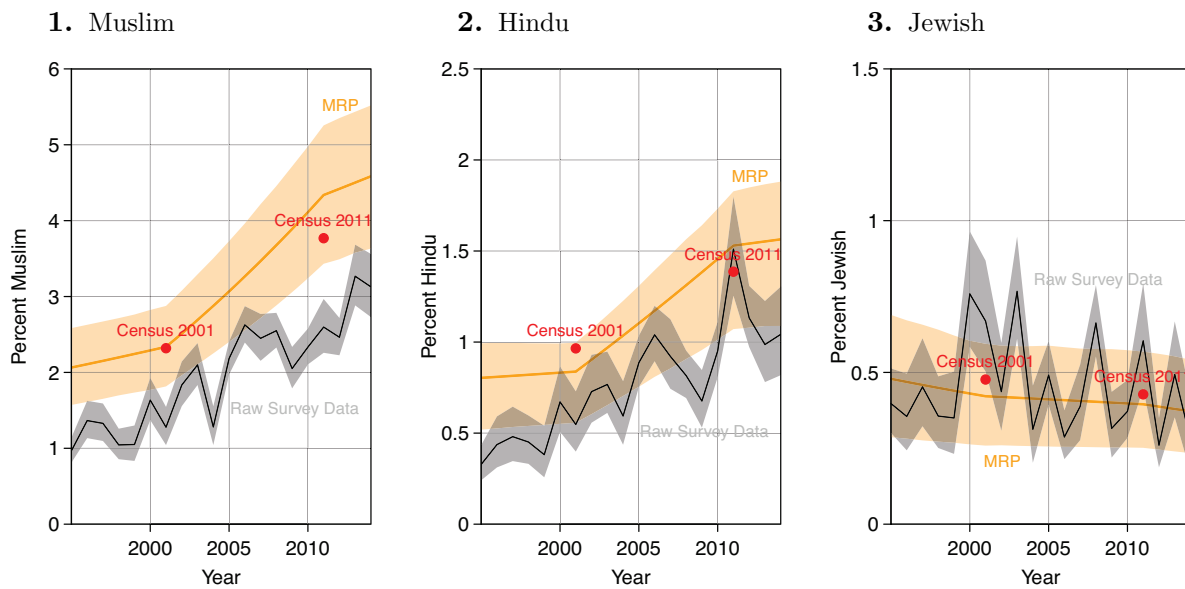 1. Muslim
6
5
4
3
2
1
0
Percent Muslim
MRP
Census 2011
Census 2001
Raw Survey Data
2000 2005 2010
Year
2. Hindu
2.5
2
1.5
1
0.5
0
Percent Hindu
MRP
Census 2011
Census 2001
Raw Survey Data
2000 2005 2010
Year
3. Jewish
1.5
1
0.5
0
Percent Jewish
Raw Survey Data
Census 2001
Census 201
MRP
2000 2005 2010
Year